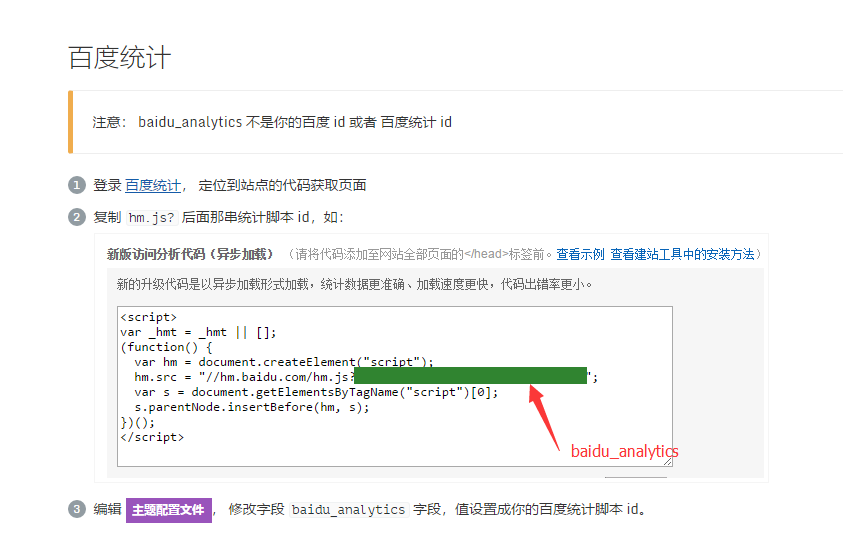 百度统计
注意： baidu_analytics 不是你的百度 id 或者 百度统计 id
1 登录 百度统计， 定位到站点的代码获取页面
2 复制 hm.js? 后面那串统计脚本 id，如：
新版访问分析代码（异步加载） （请将代码添加至网站全部页面的</head>标签前。查看示例 查看建站工具中的安装方法）
新的升级代码是以异步加载形式加载，统计数据更准确、加载速度更快，代码出错率更小。
<script>
var _hmt = _hmt || [];
(function() {
  var hm = document.createElement("script");
  hm.src = "//hm.baidu.com/hm.js?";
  var s = document.getElementsByTagName("script")[0];
  s.parentNode.insertBefore(hm, s);
})();
</script>
baidu_analytics
3 编辑 主题配置文件， 修改字段 baidu_analytics 字段，值设置成你的百度统计脚本 id。